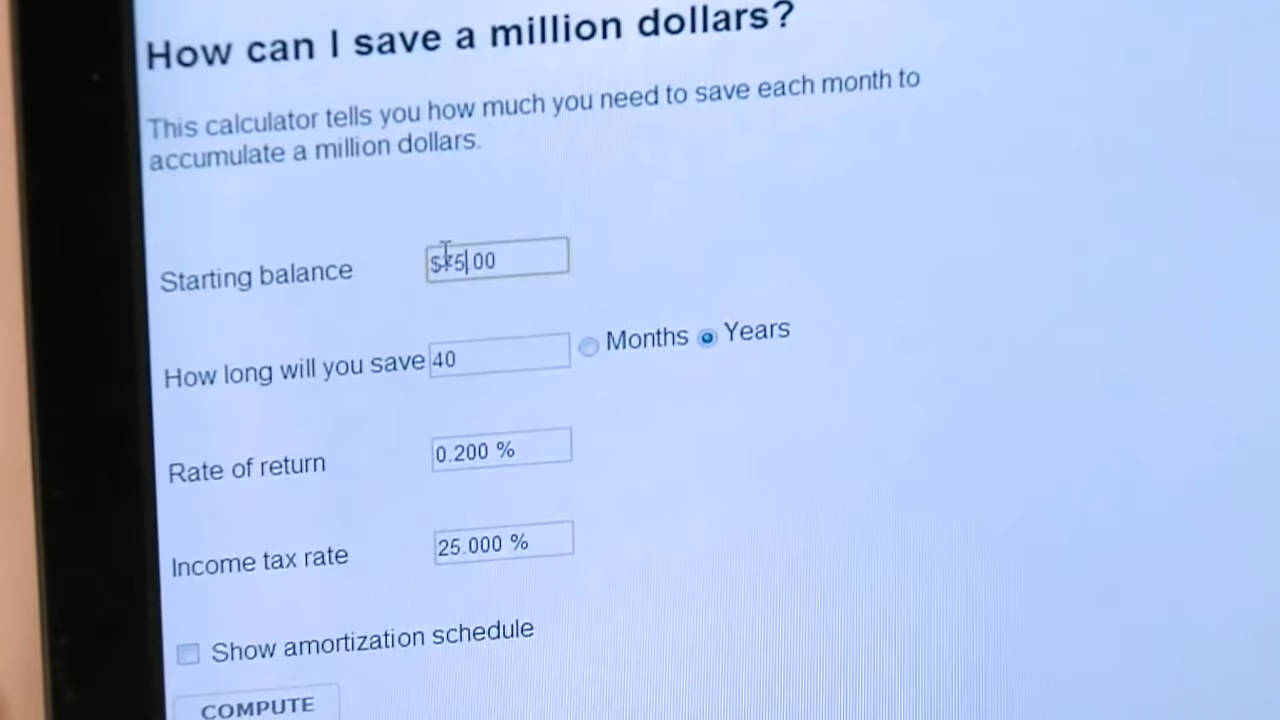 How can I save a million dollars?
This calculator tells you how much you need to save each month to
accumulate a million dollars.
Starting balance
How long will you save 40 Months Years
Rate of return 0.200 %
Income tax rate 25.000 %
Show amortization schedule
COMPUTE